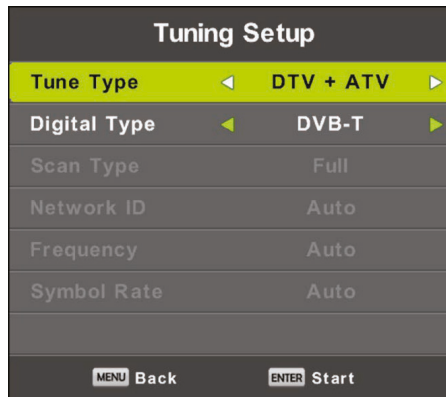 Tuning Setup
Tune Type DTV + ATV
Digital Type DVB-T
Scan Type Full
Network ID Auto
Frequency Auto
Symbol Rate Auto
MENU Back ENTER Start